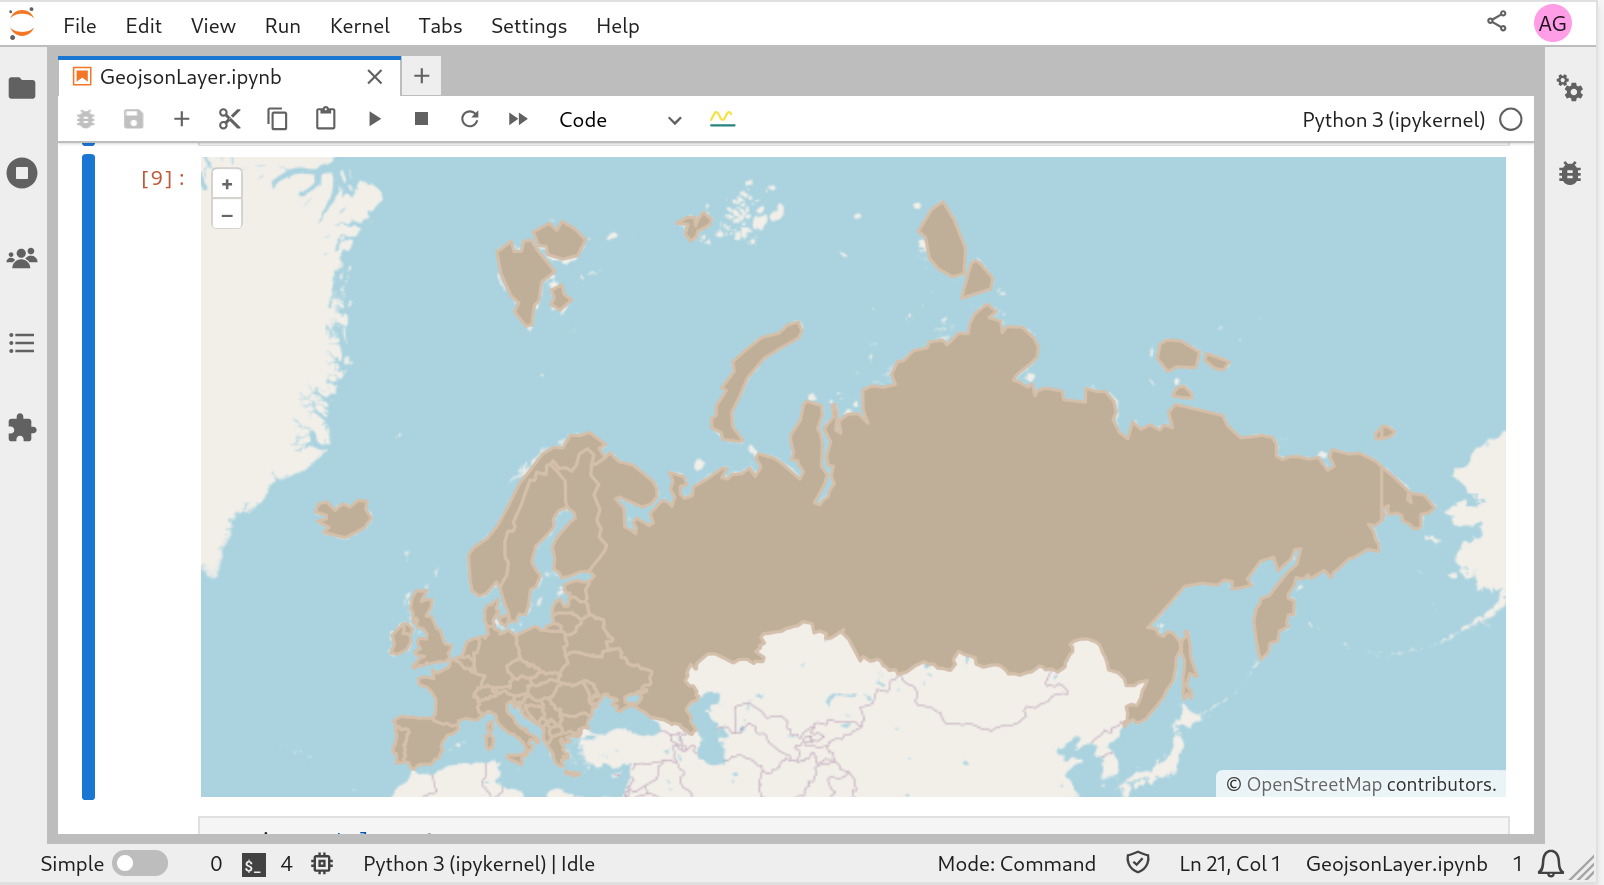 File Edit View Run Kernel Tabs Settings Help
AG
GeojsonLayer.ipynb
Code
Python 3 (ipykernel)
[9]:
+
−
© OpenStreetMap contributors.
Simple
0
$_
4
Python 3 (ipykernel) | Idle
Mode: Command
Ln 21, Col 1
GeojsonLayer.ipynb
1